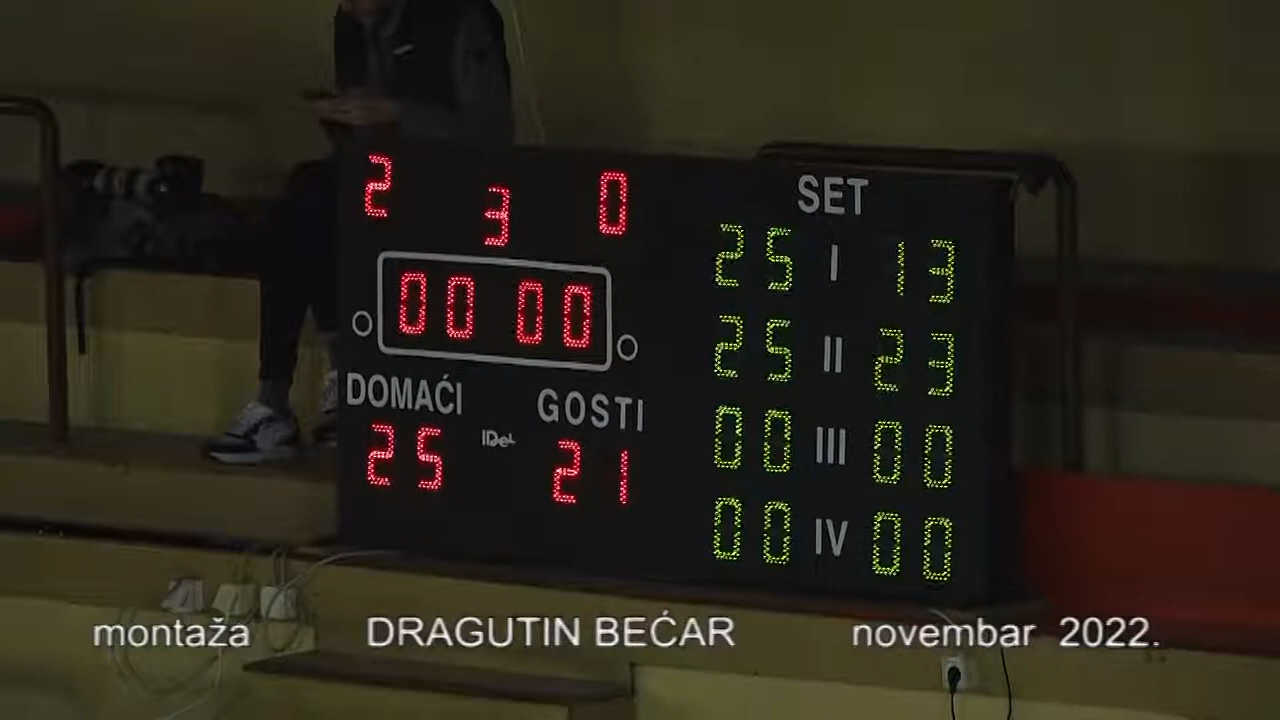 2 3 0
00 00
DOMAĆI GOSTI
IDeL
25 21
SET
25 I 13
25 II 23
00 III 00
00 IV 00
montaža DRAGUTIN BEĆAR novembar 2022.